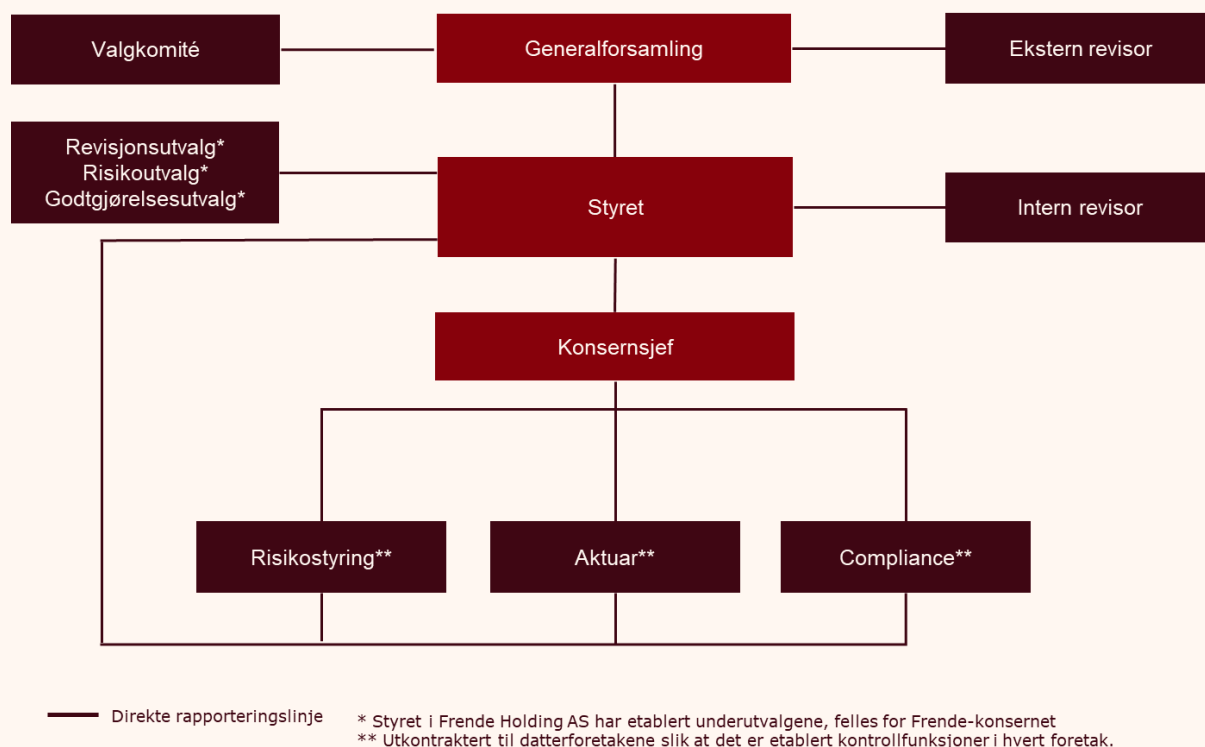 Valgkomité
Generalforsamling
Ekstern revisor
Revisjonsutvalg*
Risikoutvalg*
Godtgjørelsesutvalg*
Styret
Intern revisor
Konsernsjef
Risikostyring**
Aktuar**
Compliance**
Direkte rapporteringslinje
* Styret i Frende Holding AS har etablert underutvalgene, felles for Frende-konsernet
** Utkontraktert til datterforetakene slik at det er etablert kontrollfunksjoner i hvert foretak.